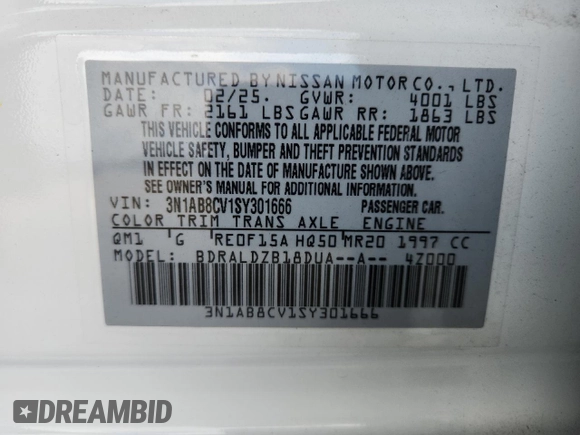 MANUFACTURED BY NISSAN MOTOR CO., LTD.
DATE: 02/25. GVWR: 4001 LBS
GAWR FR: 2161 LBS GAWR RR: 1863 LBS
THIS VEHICLE CONFORMS TO ALL APPLICABLE FEDERAL MOTOR
VEHICLE SAFETY, BUMPER AND THEFT PREVENTION STANDARDS
IN EFFECT ON THE DATE OF MANUFACTURE SHOWN ABOVE.
SEE OWNER'S MANUAL FOR ADDITIONAL INFORMATION.
VIN: 3N1AB8CV1SY301666 PASSENGER CAR.
COLOR TRIM TRANS AXLE ENGINE
QM1 G RE0F15A HQ50 MR20 1997 CC
MODEL: BDRALDZB18DUA--A-- 4Z000
3N1AB8CV1SY301666
DREAMBID